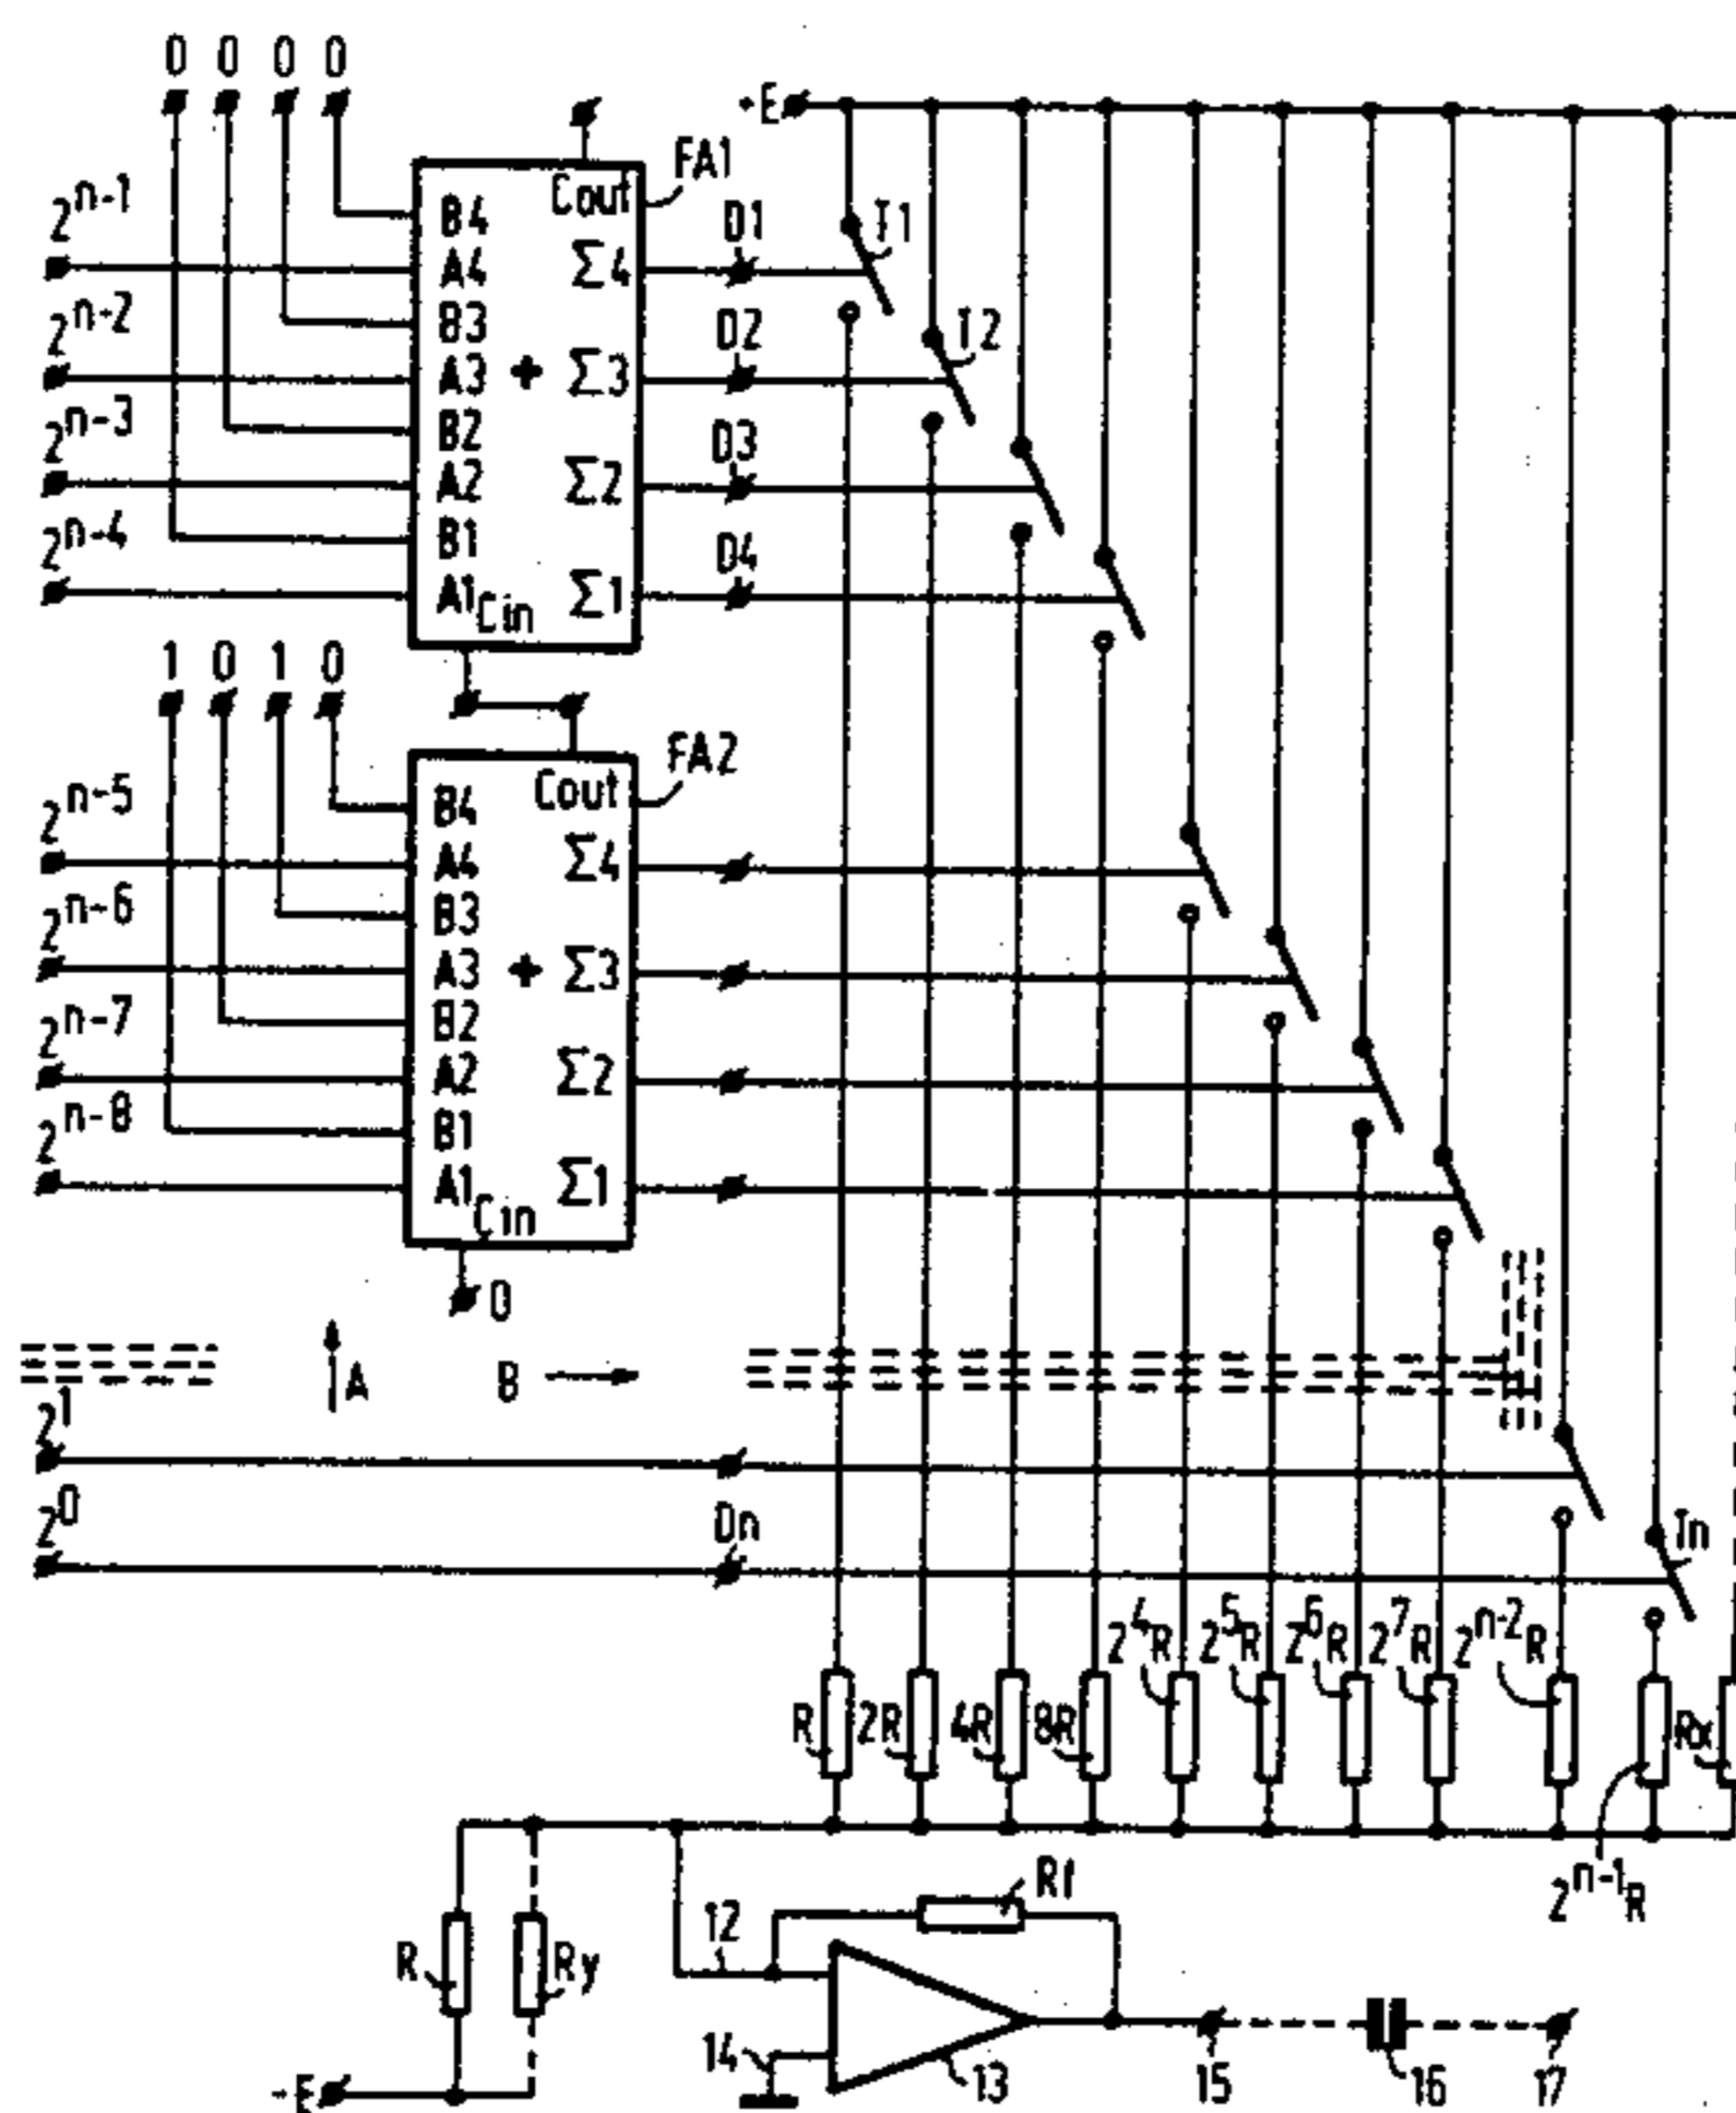 0 0 0 0
+E
2^n-1
B4
Cout
FA1
A4
Σ4
D1
T1
2^n-2
B3
A3
+
Σ3
D2
T2
2^n-3
B2
A2
Σ2
D3
2^n-4
B1
A1
Cin
Σ1
D4
1 0 1 0
2^n-5
B4
Cout
FA2
A4
Σ4
2^n-6
B3
A3
+
Σ3
2^n-7
B2
A2
Σ2
2^n-8
B1
A1
Cin
Σ1
0
A
B
2^1
2^0
Dn
Tn
R
2R
4R
8R
2^4R
2^5R
2^6R
2^7R
2^n-2R
2^n-1R
Rx
R
Ry
12
Rf
14
13
15
16
17
-E